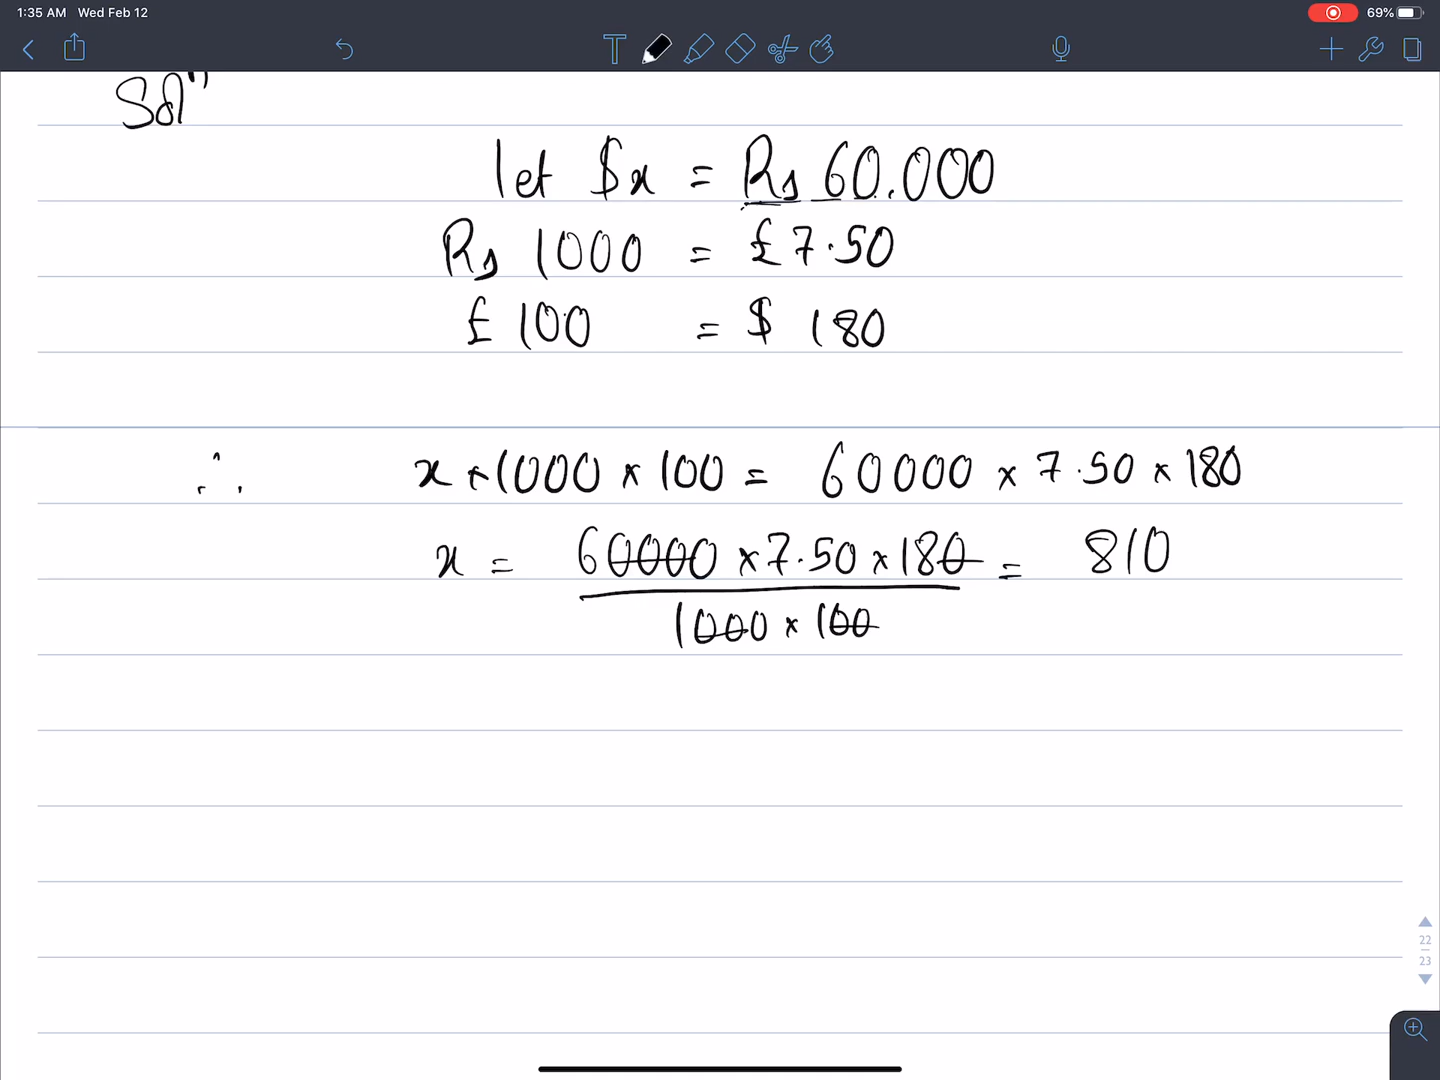 1:35 AM Wed Feb 12
69%
Solⁿ
let $x = Rs 60.000
Rs 1000 = £7.50
£ 100 = $ 180
∴ x × 1000 × 100 = 60000 × 7.50 × 180
x = 60000 × 7.50 × 180 = 810
1000 × 100
22
23